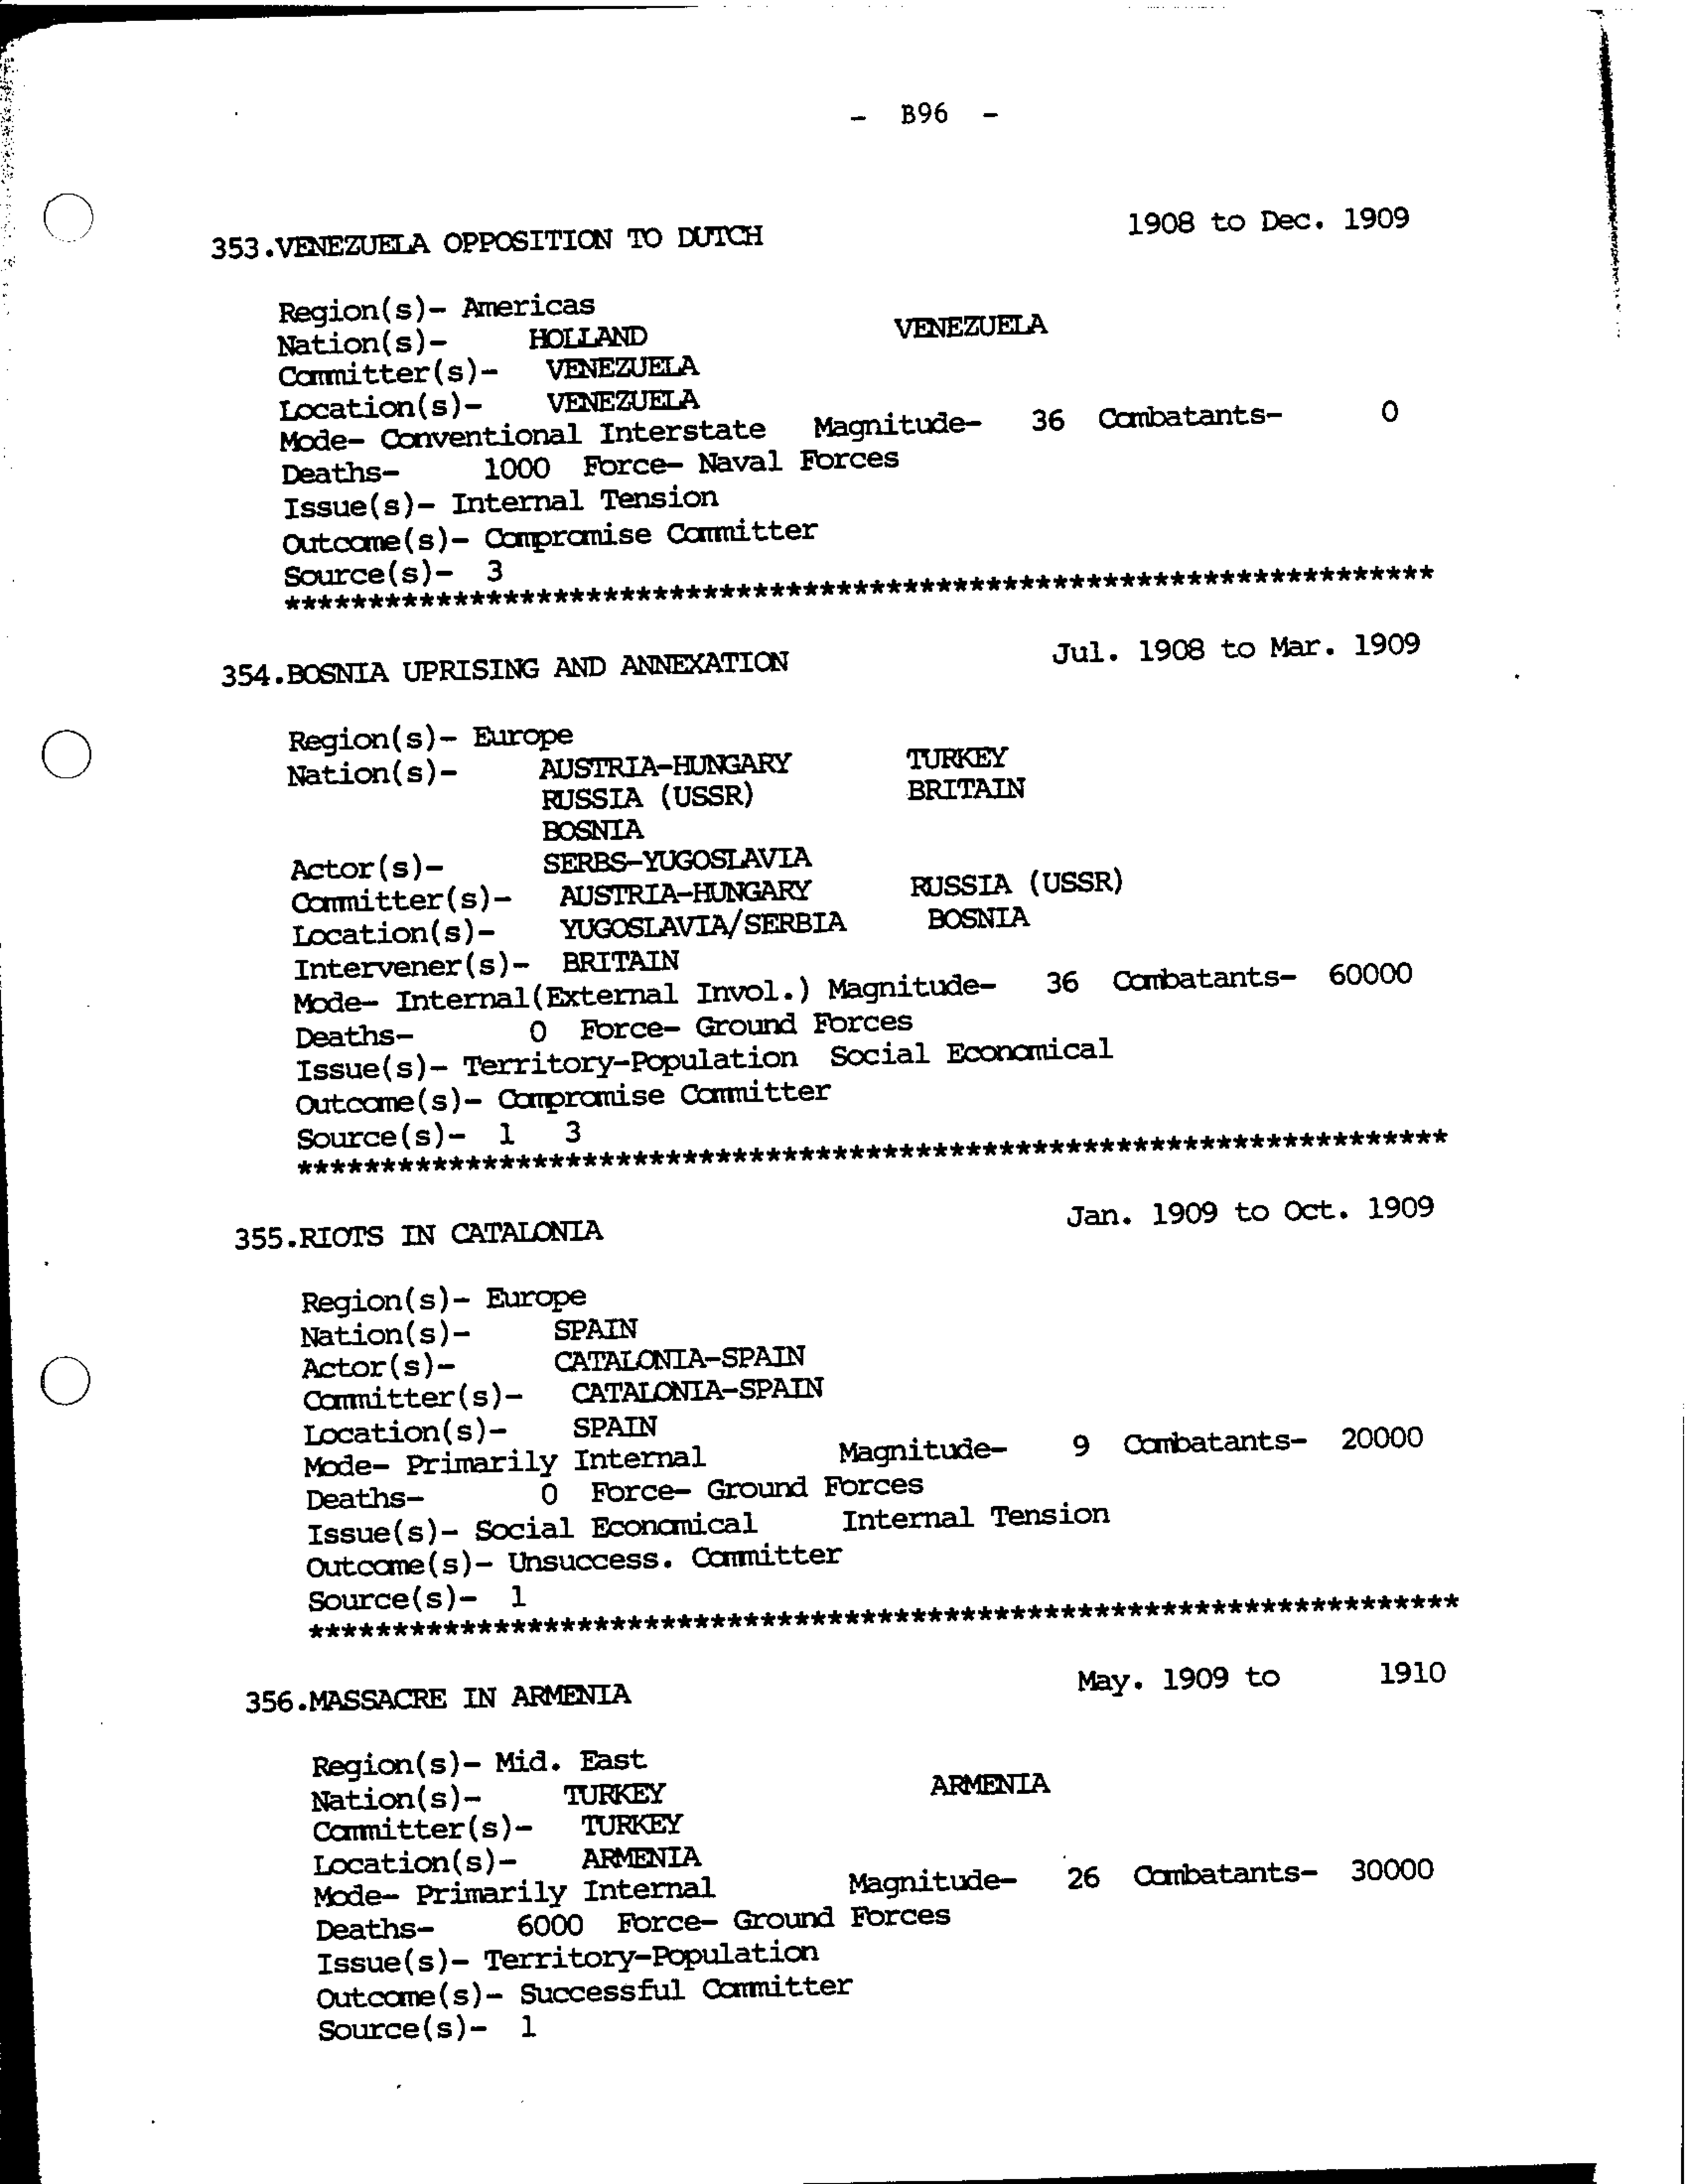 - B96 -
353.VENEZUELA OPPOSITION TO DUTCH 1908 to Dec. 1909
Region(s)- Americas
Nation(s)- HOLLAND VENEZUELA
Committer(s)- VENEZUELA
Location(s)- VENEZUELA
Mode- Conventional Interstate Magnitude- 36 Combatants- 0
Deaths- 1000 Force- Naval Forces
Issue(s)- Internal Tension
Outcome(s)- Compromise Committer
Source(s)- 3
*********************************************************************
354.BOSNIA UPRISING AND ANNEXATION Jul. 1908 to Mar. 1909
Region(s)- Europe
Nation(s)- AUSTRIA-HUNGARY TURKEY
RUSSIA (USSR) BRITAIN
BOSNIA
Actor(s)- SERBS-YUGOSLAVIA
Committer(s)- AUSTRIA-HUNGARY RUSSIA (USSR)
Location(s)- YUGOSLAVIA/SERBIA BOSNIA
Intervener(s)- BRITAIN
Mode- Internal(External Invol.) Magnitude- 36 Combatants- 60000
Deaths- 0 Force- Ground Forces
Issue(s)- Territory-Population Social Economical
Outcome(s)- Compromise Committer
Source(s)- 1 3
*********************************************************************
355.RIOTS IN CATALONIA Jan. 1909 to Oct. 1909
Region(s)- Europe
Nation(s)- SPAIN
Actor(s)- CATALONIA-SPAIN
Committer(s)- CATALONIA-SPAIN
Location(s)- SPAIN
Mode- Primarily Internal Magnitude- 9 Combatants- 20000
Deaths- 0 Force- Ground Forces
Issue(s)- Social Economical Internal Tension
Outcome(s)- Unsuccess. Committer
Source(s)- 1
*********************************************************************
356.MASSACRE IN ARMENIA May. 1909 to 1910
Region(s)- Mid. East
Nation(s)- TURKEY ARMENIA
Committer(s)- TURKEY
Location(s)- ARMENIA
Mode- Primarily Internal Magnitude- 26 Combatants- 30000
Deaths- 6000 Force- Ground Forces
Issue(s)- Territory-Population
Outcome(s)- Successful Committer
Source(s)- 1